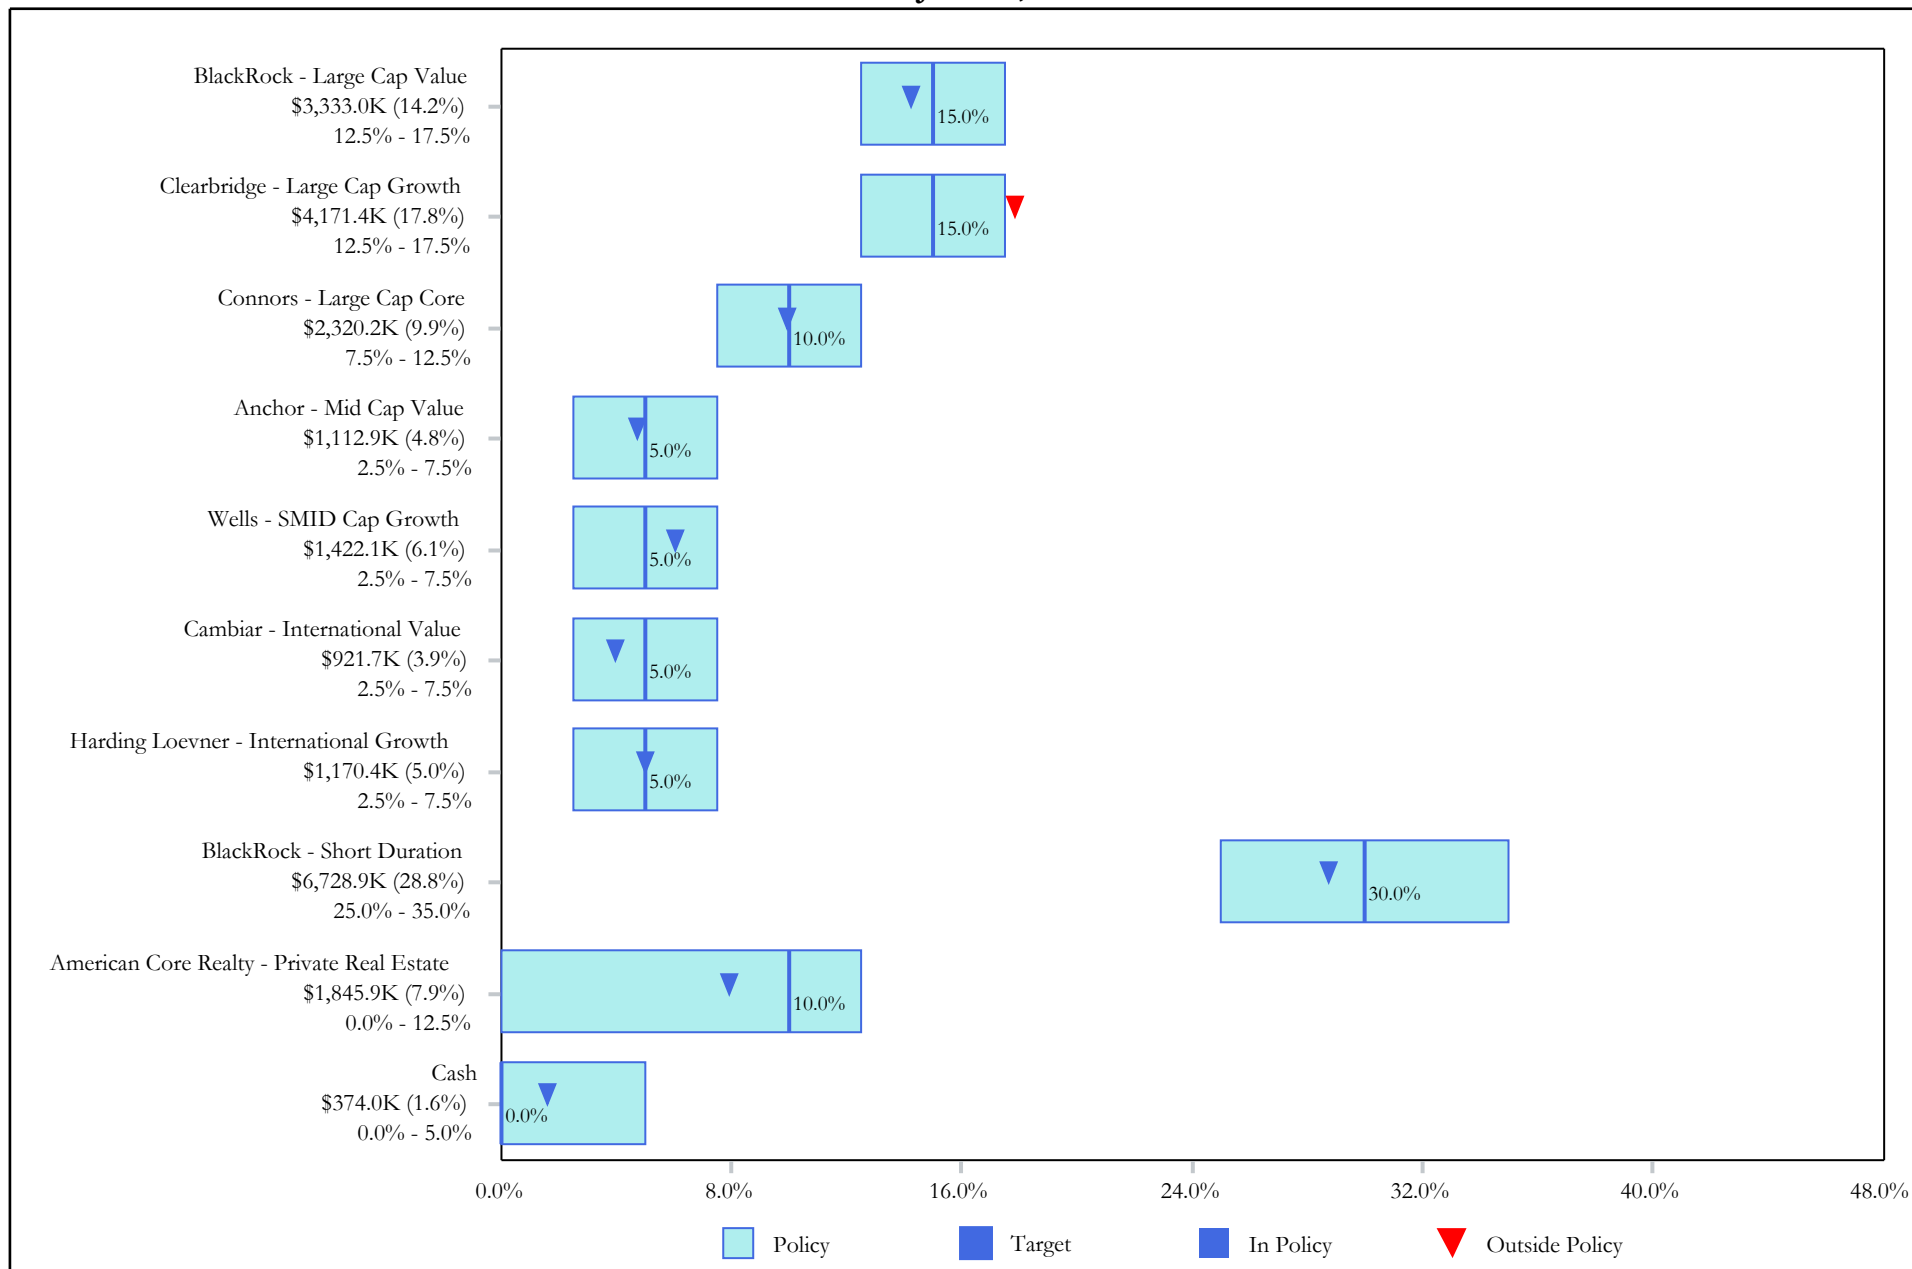 BlackRock - Large Cap Value
$3,333.0K (14.2%)
12.5% - 17.5%
15.0%
Clearbridge - Large Cap Growth
$4,171.4K (17.8%)
12.5% - 17.5%
15.0%
Connors - Large Cap Core
$2,320.2K (9.9%)
7.5% - 12.5%
10.0%
Anchor - Mid Cap Value
$1,112.9K (4.8%)
2.5% - 7.5%
5.0%
Wells - SMID Cap Growth
$1,422.1K (6.1%)
2.5% - 7.5%
5.0%
Cambiar - International Value
$921.7K (3.9%)
2.5% - 7.5%
5.0%
Harding Loevner - International Growth
$1,170.4K (5.0%)
2.5% - 7.5%
5.0%
BlackRock - Short Duration
$6,728.9K (28.8%)
25.0% - 35.0%
30.0%
American Core Realty - Private Real Estate
$1,845.9K (7.9%)
0.0% - 12.5%
10.0%
Cash
$374.0K (1.6%)
0.0% - 5.0%
0.0%
0.0% 8.0% 16.0% 24.0% 32.0% 40.0% 48.0%
Policy Target In Policy Outside Policy